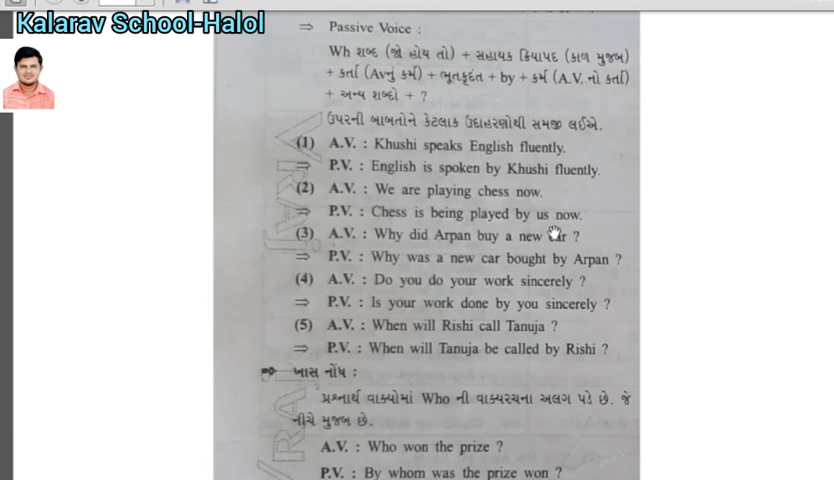 Kalarav School-Halol
⇒ Passive Voice :
Wh શબ્દ (જો હોય તો) + સહાયક ક્રિયાપદ (કાળ મુજબ)
+ કર્તા (Avનું કર્મ) + ભૂતકૃદંત + by + કર્મ (A.V. નો કર્તા)
+ અન્ય શબ્દો + ?
ઉપરની બાબતોને કેટલાક ઉદાહરણોથી સમજી લઈએ.
(1) A.V. : Khushi speaks English fluently.
⇒ P.V. : English is spoken by Khushi fluently.
(2) A.V. : We are playing chess now.
⇒ P.V. : Chess is being played by us now.
(3) A.V. : Why did Arpan buy a new car ?
⇒ P.V. : Why was a new car bought by Arpan ?
(4) A.V. : Do you do your work sincerely ?
⇒ P.V. : Is your work done by you sincerely ?
(5) A.V. : When will Rishi call Tanuja ?
⇒ P.V. : When will Tanuja be called by Rishi ?
ખાસ નોંધ :
પ્રશ્નાર્થ વાક્યોમાં Who ની વાક્યરચના અલગ પડે છે. જે
નીચે મુજબ છે.
A.V. : Who won the prize ?
P.V. : By whom was the prize won ?